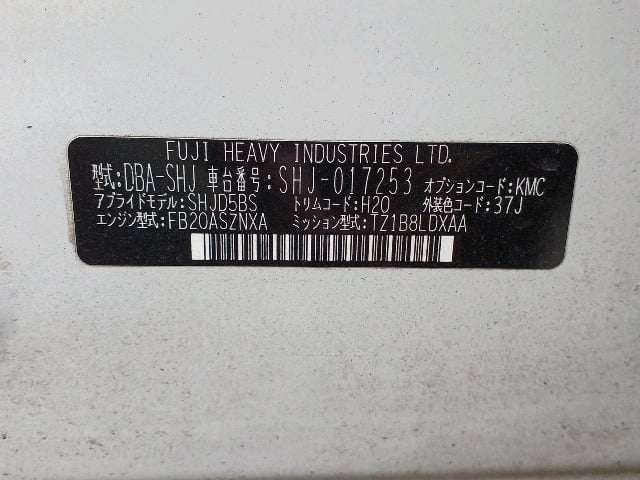 FUJI HEAVY INDUSTRIES LTD.
型式:DBA-SHJ 車台番号:SHJ-017253 オプションコード:KMC
アプライドモデル:SHJD5BS トリムコード:H20 外装色コード:37J
エンジン型式:FB20ASZNXA ミッション型式:TZ1B8LDXAA